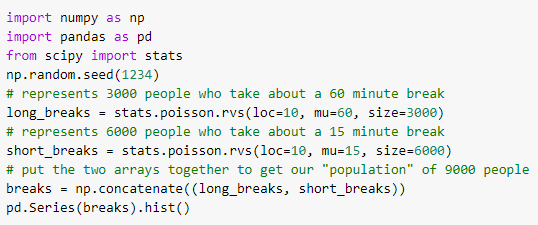 import numpy as np
import pandas as pd
from scipy import stats
np.random.seed(1234)
# represents 3000 people who take about a 60 minute break
long_breaks = stats.poisson.rvs(loc=10, mu=60, size=3000)
# represents 6000 people who take about a 15 minute break
short_breaks = stats.poisson.rvs(loc=10, mu=15, size=6000)
# put the two arrays together to get our "population" of 9000 people
breaks = np.concatenate((long_breaks, short_breaks))
pd.Series(breaks).hist()